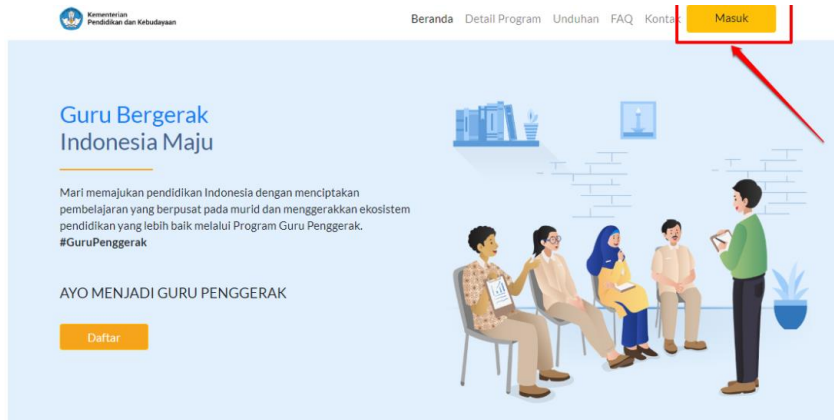 Kementerian
Pendidikan dan Kebudayaan
Beranda Detail Program Unduhan FAQ Kontak Masuk
Guru Bergerak
Indonesia Maju
Mari memajukan pendidikan Indonesia dengan menciptakan
pembelajaran yang berpusat pada murid dan menggerakkan ekosistem
pendidikan yang lebih baik melalui Program Guru Penggerak.
#GuruPenggerak
AYO MENJADI GURU PENGGERAK
Daftar